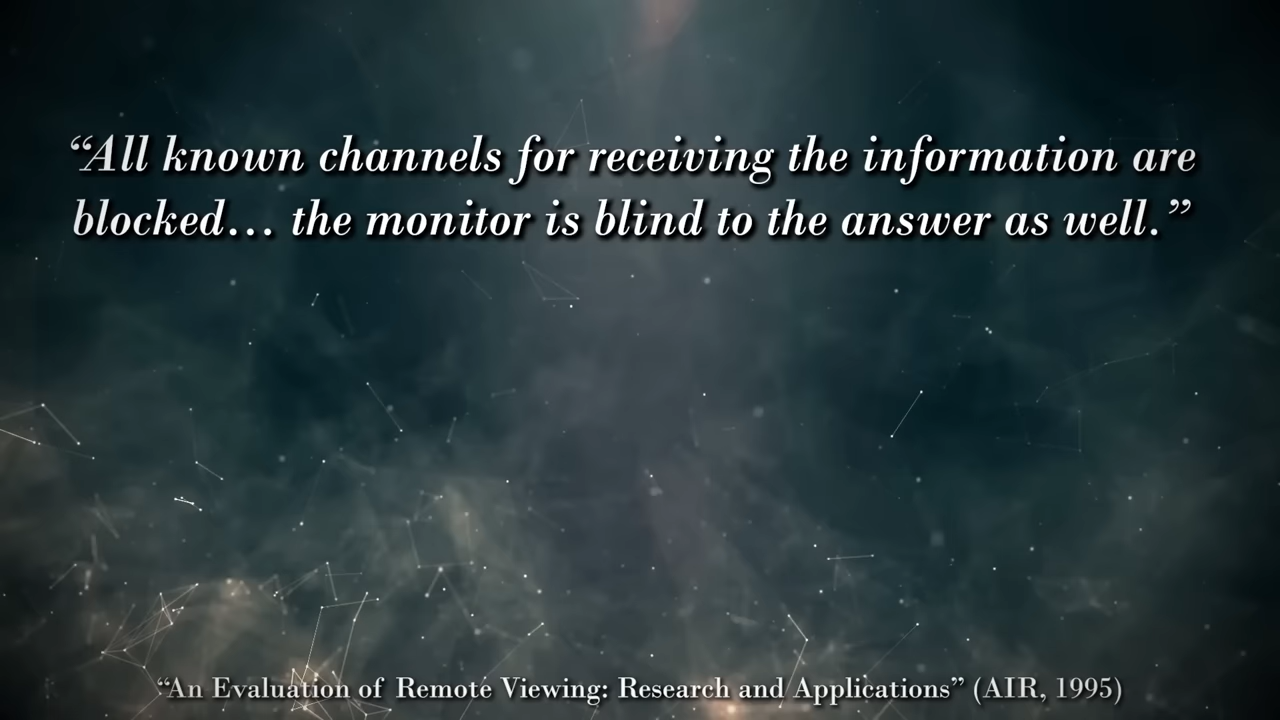 “All known channels for receiving the information are
blocked… the monitor is blind to the answer as well.”
“An Evaluation of Remote Viewing: Research and Applications” (AIR, 1995)